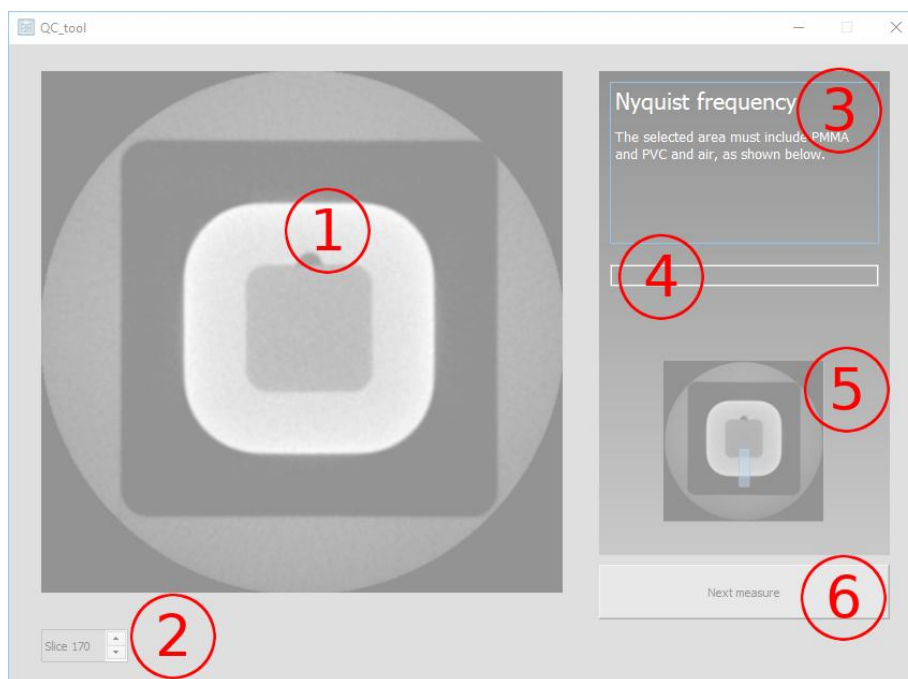 QC_tool
1
Nyquist frequency
3
The selected area must include PMMA
and PVC and air, as shown below.
4
5
Next measure
6
Slice 170
2